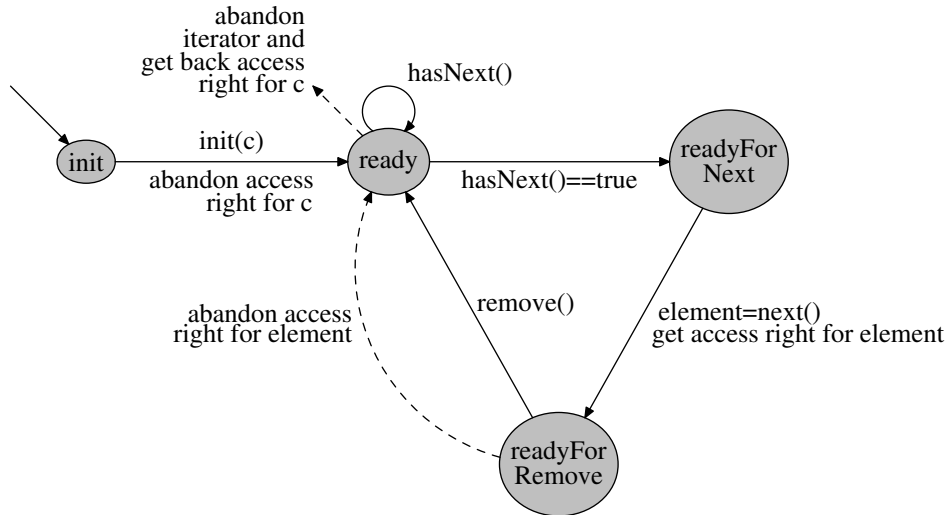 abandon
iterator and
get back access
right for c
hasNext()
init(c)
init
ready
readyFor
Next
abandon access
right for c
hasNext()==true
abandon access
right for element
remove()
element=next()
get access right for element
readyFor
Remove